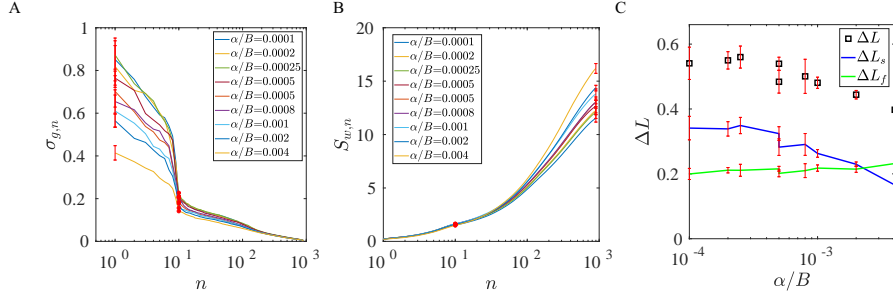 A
σ_{g,n}
1
0.8
0.6
0.4
0.2
0
10^0
10^1
10^2
10^3
n
α/B=0.0001
α/B=0.0002
α/B=0.00025
α/B=0.0005
α/B=0.0005
α/B=0.0008
α/B=0.001
α/B=0.002
α/B=0.004
B
S_{w,n}
20
15
10
5
0
10^1
10^2
10^3
n
α/B=0.0001
α/B=0.0002
α/B=0.00025
α/B=0.0005
α/B=0.0005
α/B=0.0008
α/B=0.001
α/B=0.002
α/B=0.004
C
ΔL
0.6
0.4
0.2
0
10^-4
10^-3
α/B
ΔL
ΔL_s
ΔL_f